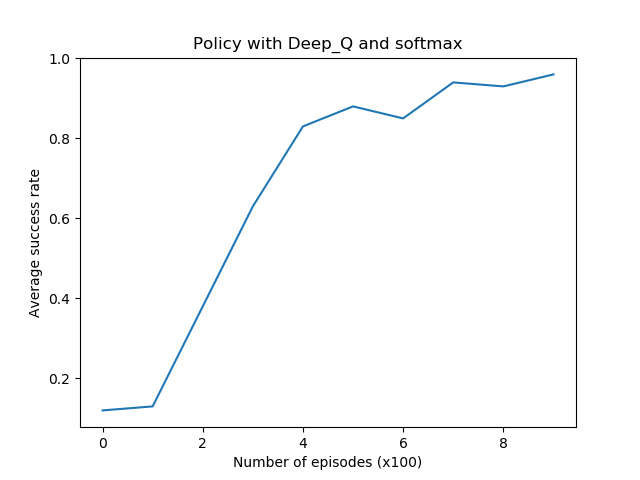 Policy with Deep_Q and softmax
1.0
0.8
0.6
0.4
0.2
Average success rate
0 2 4 6 8
Number of episodes (x100)